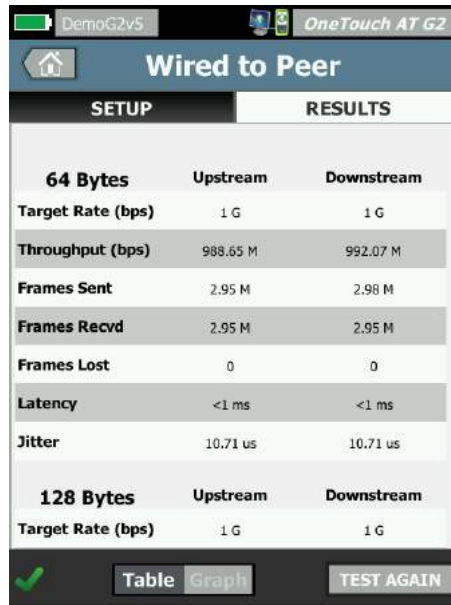 DemoG2v5 OneTouch AT G2
Wired to Peer
SETUP RESULTS
64 Bytes Upstream Downstream
Target Rate (bps) 1 G 1 G
Throughput (bps) 988.65 M 992.07 M
Frames Sent 2.95 M 2.98 M
Frames Recvd 2.95 M 2.95 M
Frames Lost 0 0
Latency <1 ms <1 ms
Jitter 10.71 us 10.71 us
128 Bytes Upstream Downstream
Target Rate (bps) 1 G 1 G
Table Graph TEST AGAIN